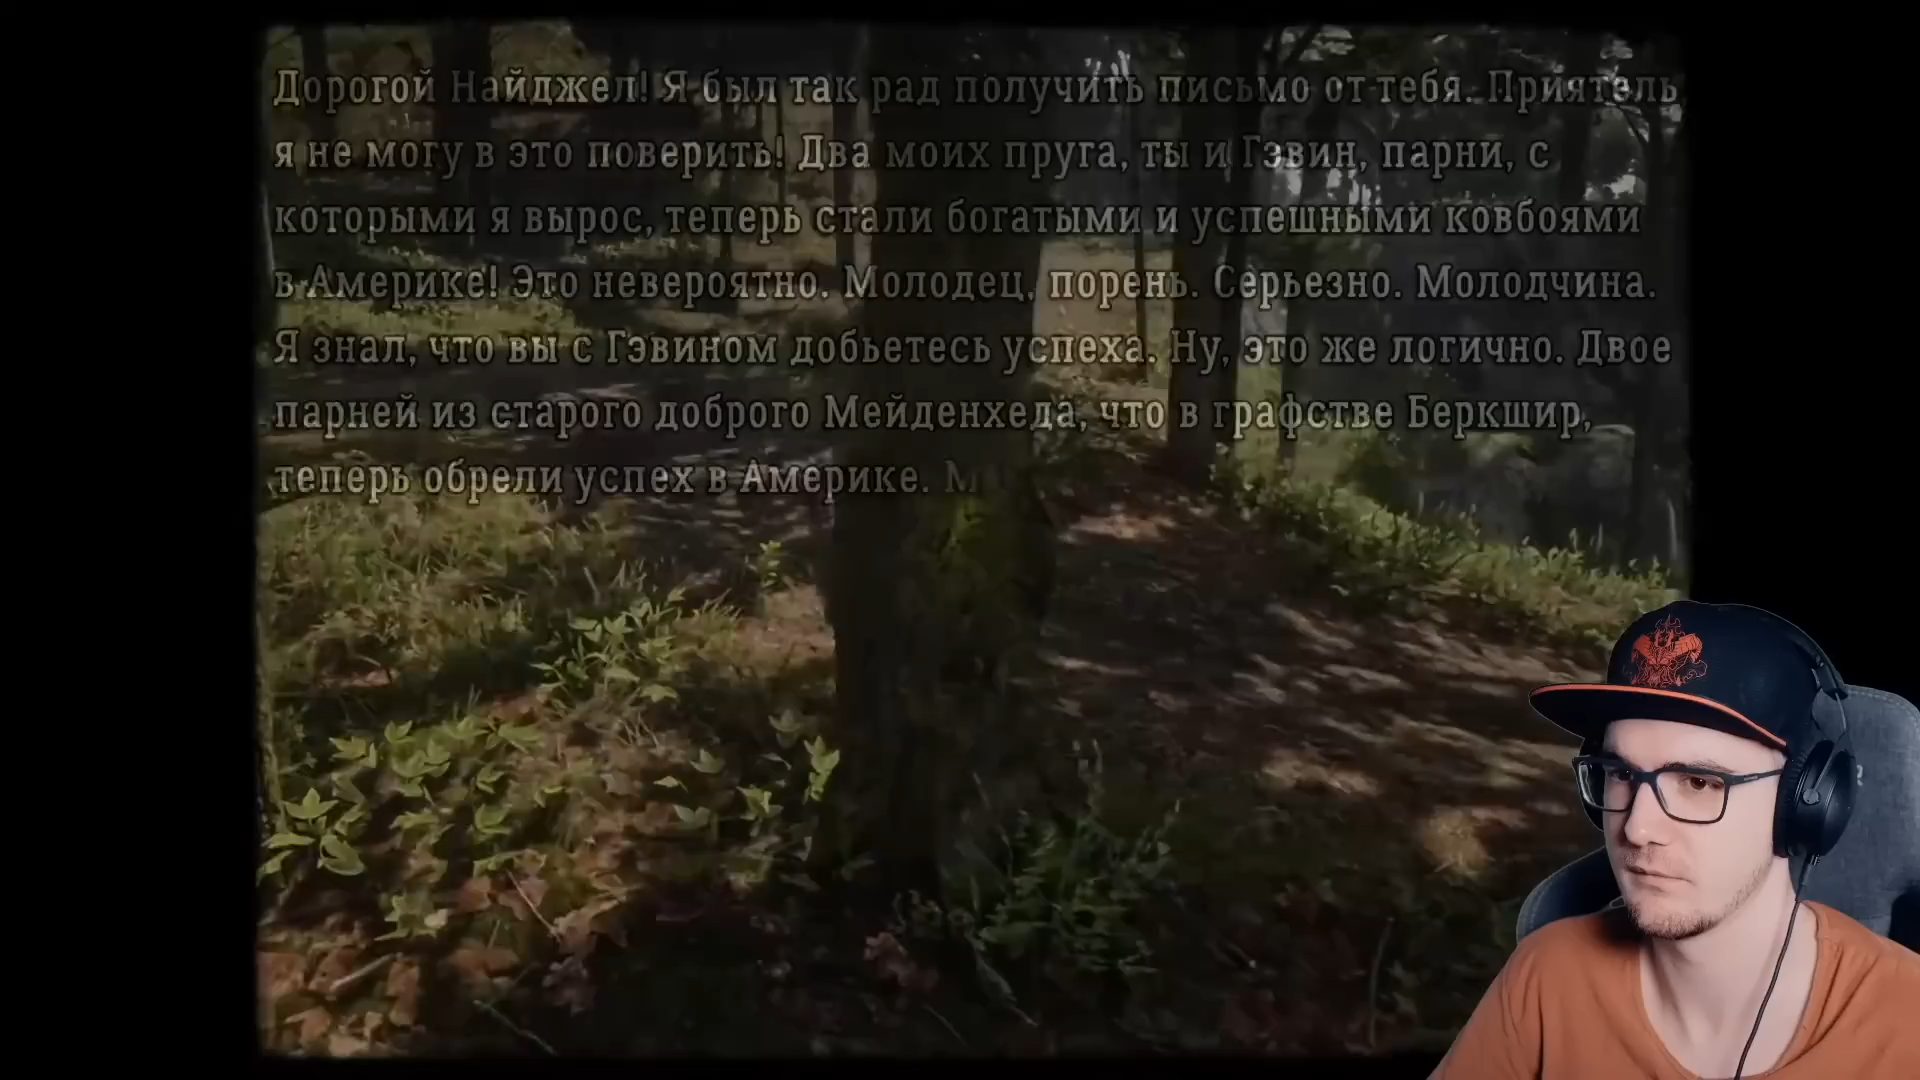 Дорогой Найджел! Я был так рад получить письмо от тебя. Приятель
я не могу в это поверить! Два моих пруга, ты и Гэвин, парни, с
которыми я вырос, теперь стали богатыми и успешными ковбоями
в Америке! Это невероятно. Молодец, порень. Серьезно. Молодчина.
Я знал, что вы с Гэвином добьетесь успеха. Ну, это же логично. Двое
парней из старого доброго Мейденхеда, что в графстве Беркшир,
теперь обрели успех в Америке. М